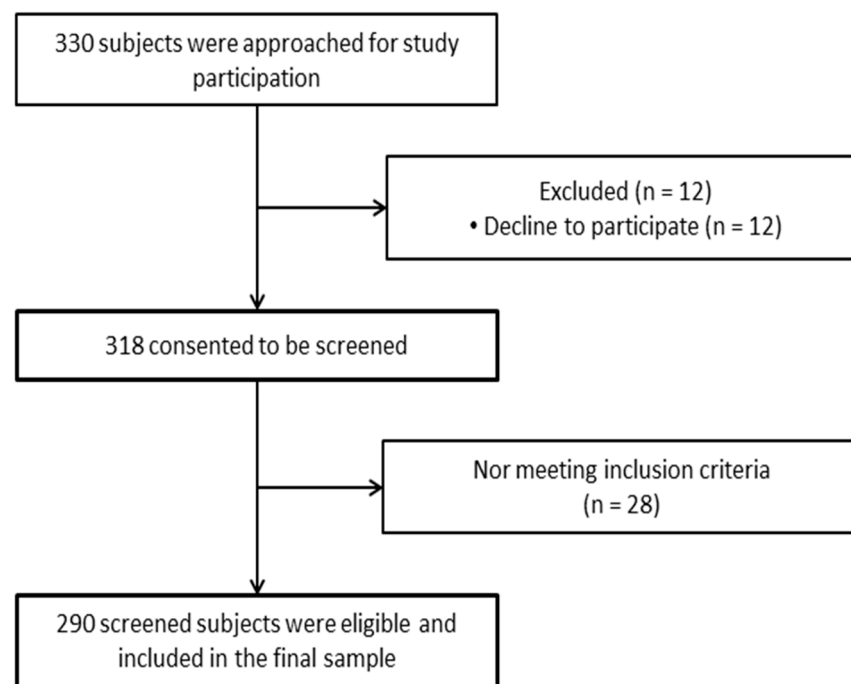 330 subjects were approached for study
participation
Excluded (n = 12)
• Decline to participate (n = 12)
318 consented to be screened
Nor meeting inclusion criteria
(n = 28)
290 screened subjects were eligible and
included in the final sample